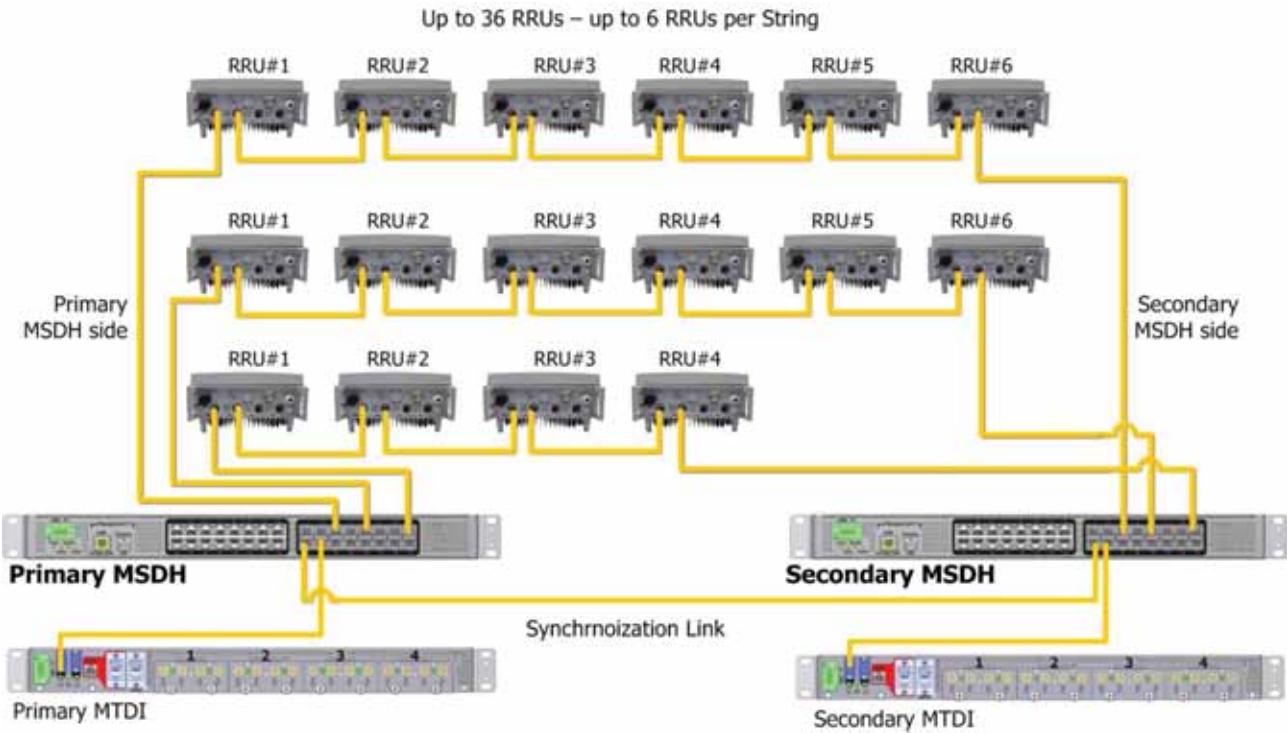 Up to 36 RRUs – up to 6 RRUs per String
RRU#1 RRU#2 RRU#3 RRU#4 RRU#5 RRU#6
RRU#1 RRU#2 RRU#3 RRU#4 RRU#5 RRU#6
Primary
MSDH side
Secondary
MSDH side
RRU#1 RRU#2 RRU#3 RRU#4
Primary MSDH
Secondary MSDH
Synchrnoization Link
1 2 3 4
1 2 3 4
Primary MTDI
Secondary MTDI